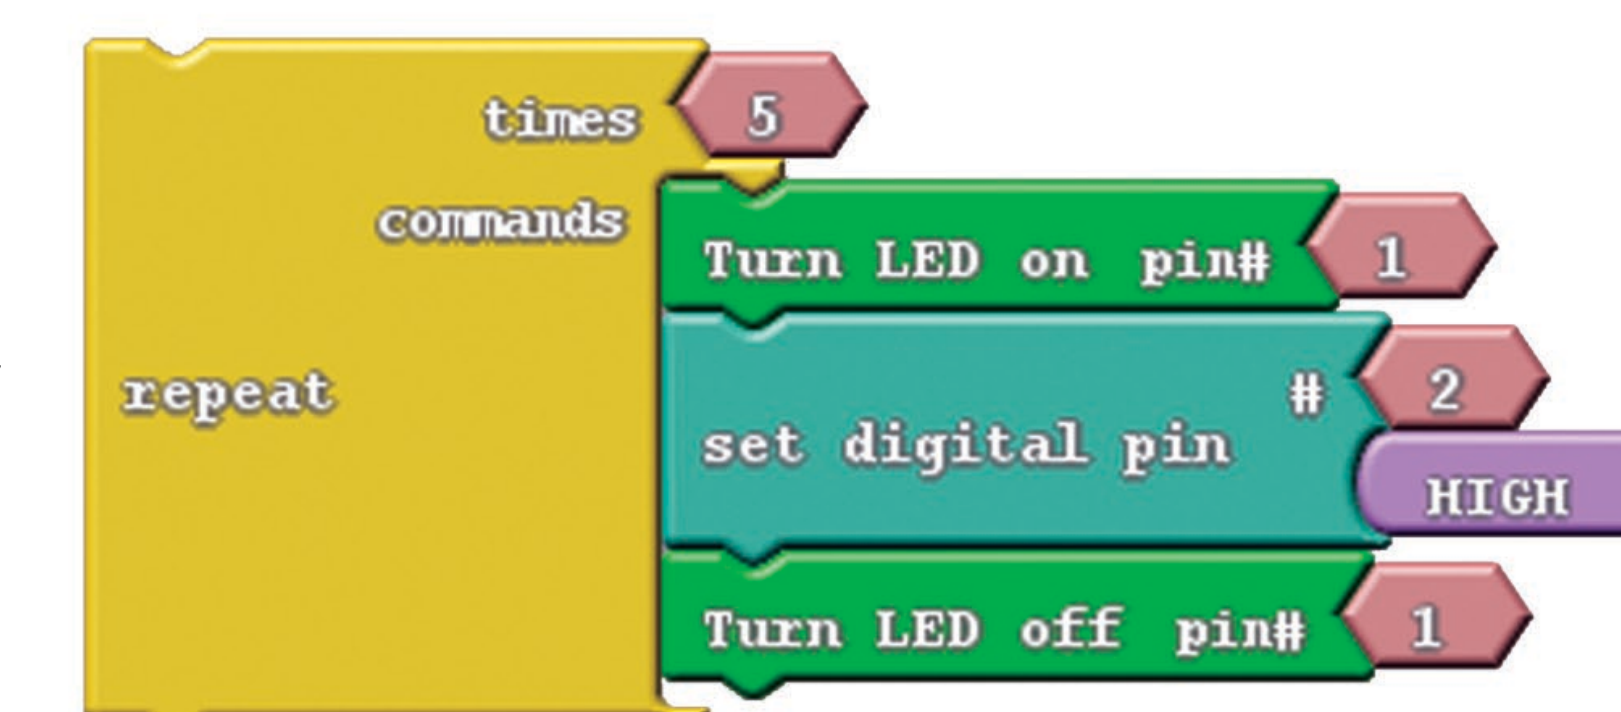 times 5
commands
Turn LED on pin# 1
repeat
# 2
set digital pin
HIGH
Turn LED off pin# 1